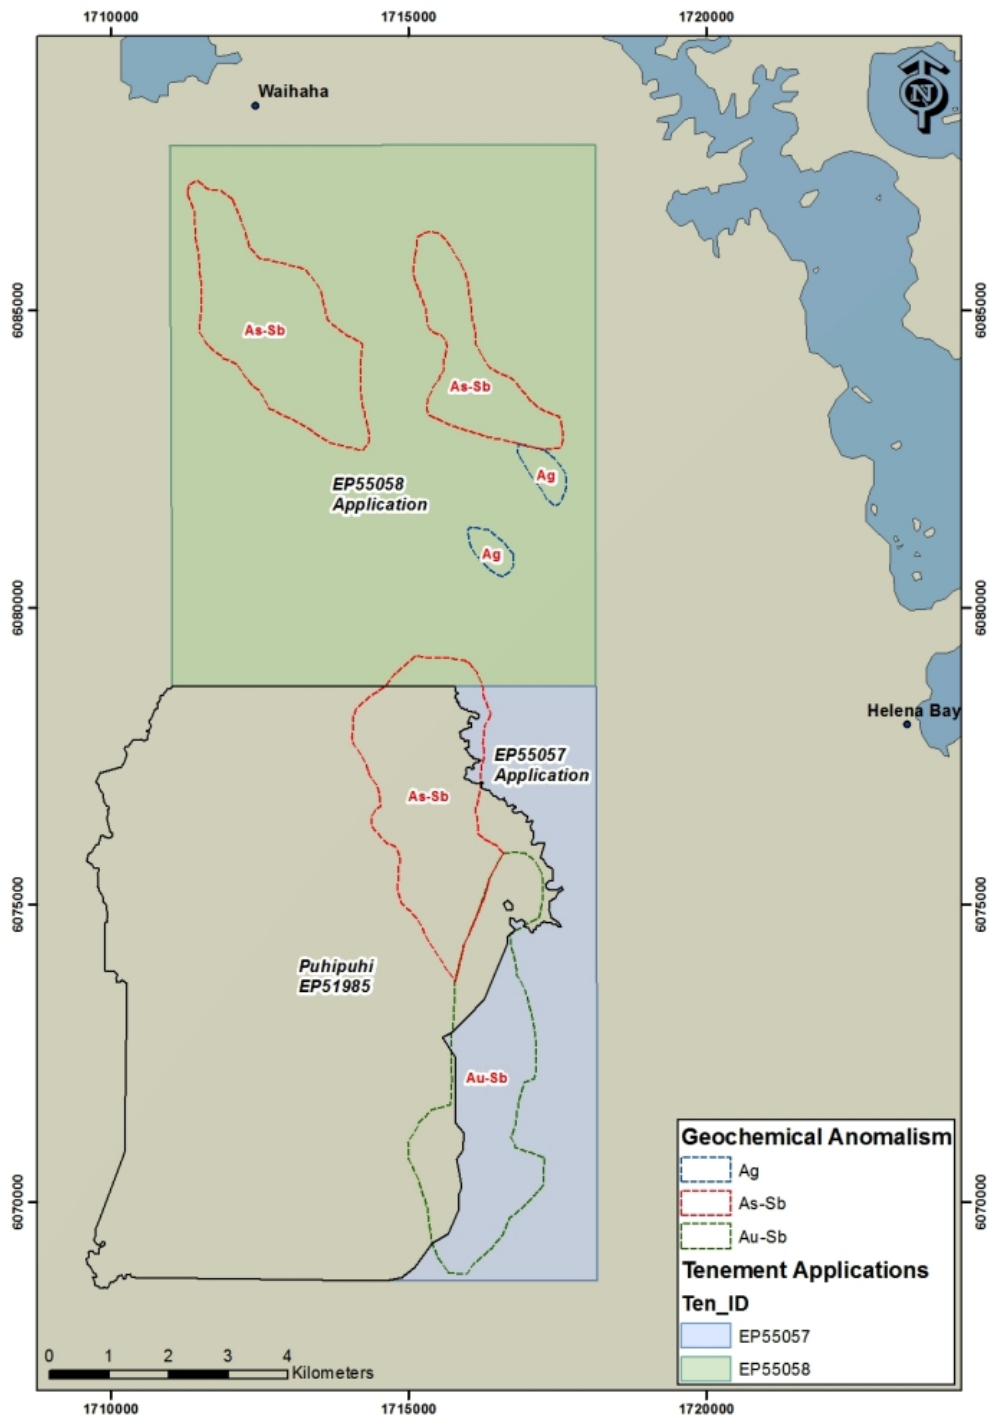 1710000
1715000
1720000
Waihaha
N
6085000
6085000
As-Sb
As-Sb
Ag
EP55058
Application
Ag
6080000
6080000
Helena Bay
EP55057
Application
As-Sb
6075000
6075000
Puhipuhi
EP51985
Au-Sb
6070000
6070000
Geochemical Anomalism
Ag
As-Sb
Au-Sb
Tenement Applications
Ten_ID
EP55057
EP55058
0 1 2 3 4
Kilometers
1710000
1715000
1720000